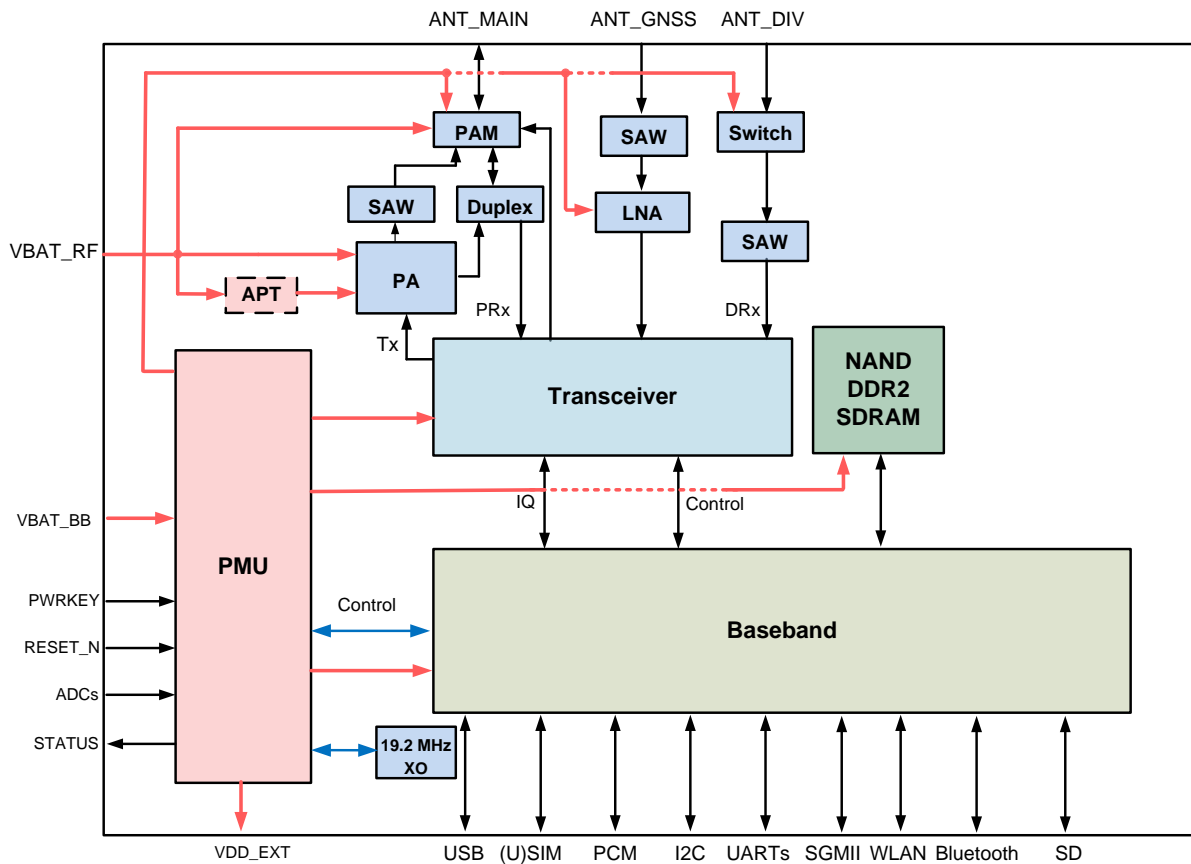 ANT_MAIN
ANT_GNSS
ANT_DIV
PAM
SAW
Switch
SAW
Duplex
LNA
SAW
VBAT_RF
PA
APT
PRx
DRx
Tx
NAND
DDR2
SDRAM
Transceiver
IQ
Control
VBAT_BB
PMU
PWRKEY
Control
Baseband
RESET_N
ADCs
STATUS
19.2 MHz
XO
VDD_EXT
USB
(U)SIM
PCM
I2C
UARTs
SGMII
WLAN
Bluetooth
SD